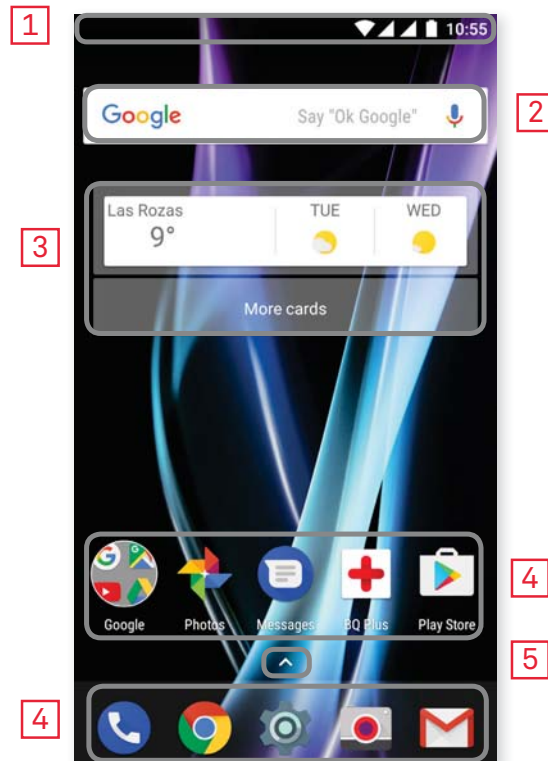 1
10:55
Google Say "Ok Google"
2
Las Rozas TUE WED
9°
3
More cards
4
Google Photos Messages BQ Plus Play Store
5
4